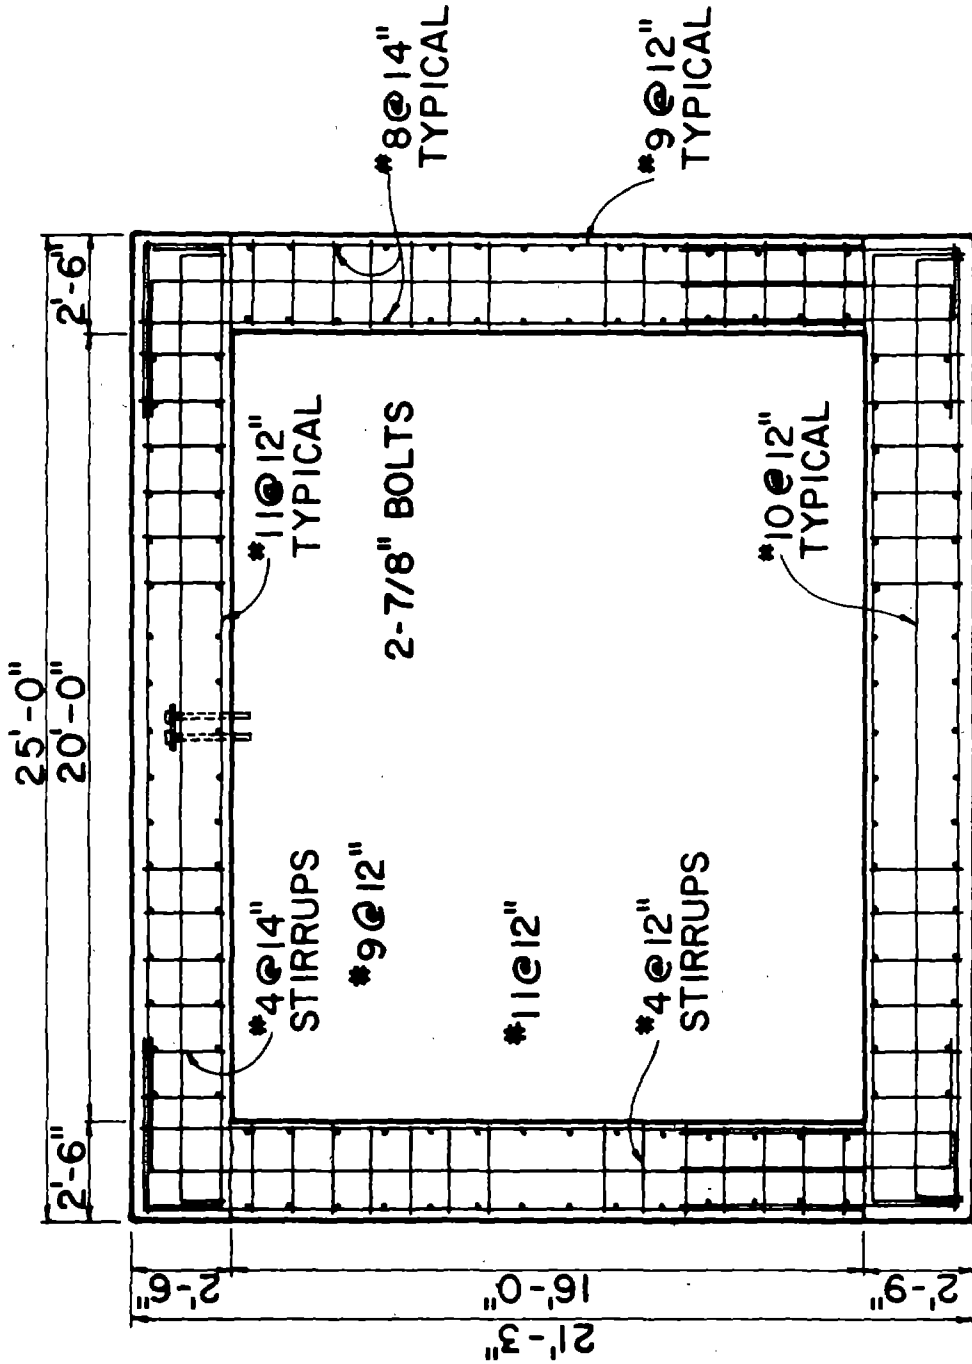 25'-0"
2'-6"
20'-0"
2'-6"
2'-6"
16'-0"
2'-9"
21'-3"
#8@14"
TYPICAL
#9@12"
TYPICAL
#11@12"
TYPICAL
2-7/8" BOLTS
#10@12"
TYPICAL
#4@14"
STIRRUPS
#9@12"
#11@12"
#4@12"
STIRRUPS